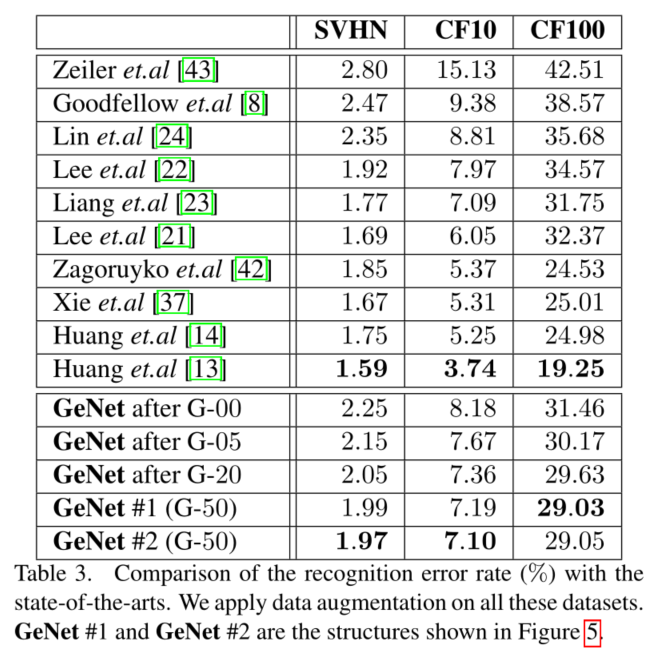 SVHN CF10 CF100
Zeiler et.al [43] 2.80 15.13 42.51
Goodfellow et.al [8] 2.47 9.38 38.57
Lin et.al [24] 2.35 8.81 35.68
Lee et.al [22] 1.92 7.97 34.57
Liang et.al [23] 1.77 7.09 31.75
Lee et.al [21] 1.69 6.05 32.37
Zagoruyko et.al [42] 1.85 5.37 24.53
Xie et.al [37] 1.67 5.31 25.01
Huang et.al [14] 1.75 5.25 24.98
Huang et.al [13] 1.59 3.74 19.25
GeNet after G-00 2.25 8.18 31.46
GeNet after G-05 2.15 7.67 30.17
GeNet after G-20 2.05 7.36 29.63
GeNet #1 (G-50) 1.99 7.19 29.03
GeNet #2 (G-50) 1.97 7.10 29.05
Table 3. Comparison of the recognition error rate (%) with the
state-of-the-arts. We apply data augmentation on all these datasets.
GeNet #1 and GeNet #2 are the structures shown in Figure 5.